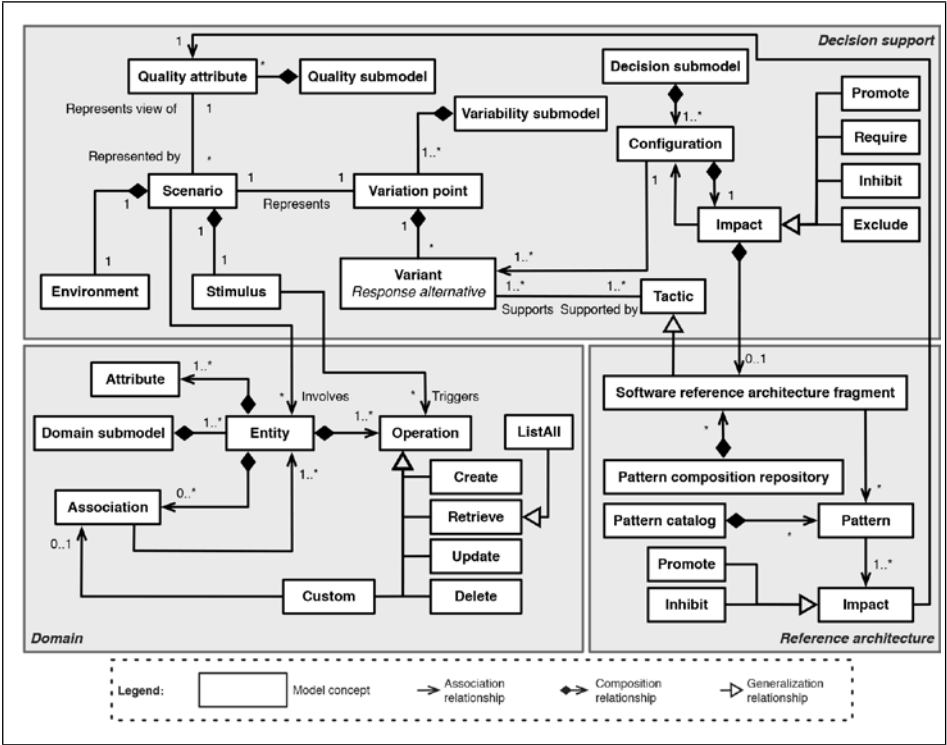 Decision support
1
Quality attribute
*
Quality submodel
Decision submodel
Promote
Represents view of
1
Variability submodel
1..*
Require
1..*
Configuration
Represented by
*
Inhibit
Scenario
1
1
Variation point
1
1
1
Represents
Impact
Exclude
1
1
Environment
1
1
Stimulus
*
Variant
Response alternative
1..*
1..*
1..*
Tactic
Supports
Supported by
0..1
Attribute
1..*
*
Involves
*
Triggers
Software reference architecture fragment
Domain submodel
1..*
Entity
1..*
Operation
ListAll
*
1..*
Create
Pattern composition repository
0..*
Association
Retrieve
*
Pattern catalog
*
Pattern
0..1
Update
Promote
1..*
Custom
Delete
Inhibit
Impact
Domain
Reference architecture
Legend:
Model concept
Association
relationship
Composition
relationship
Generalization
relationship